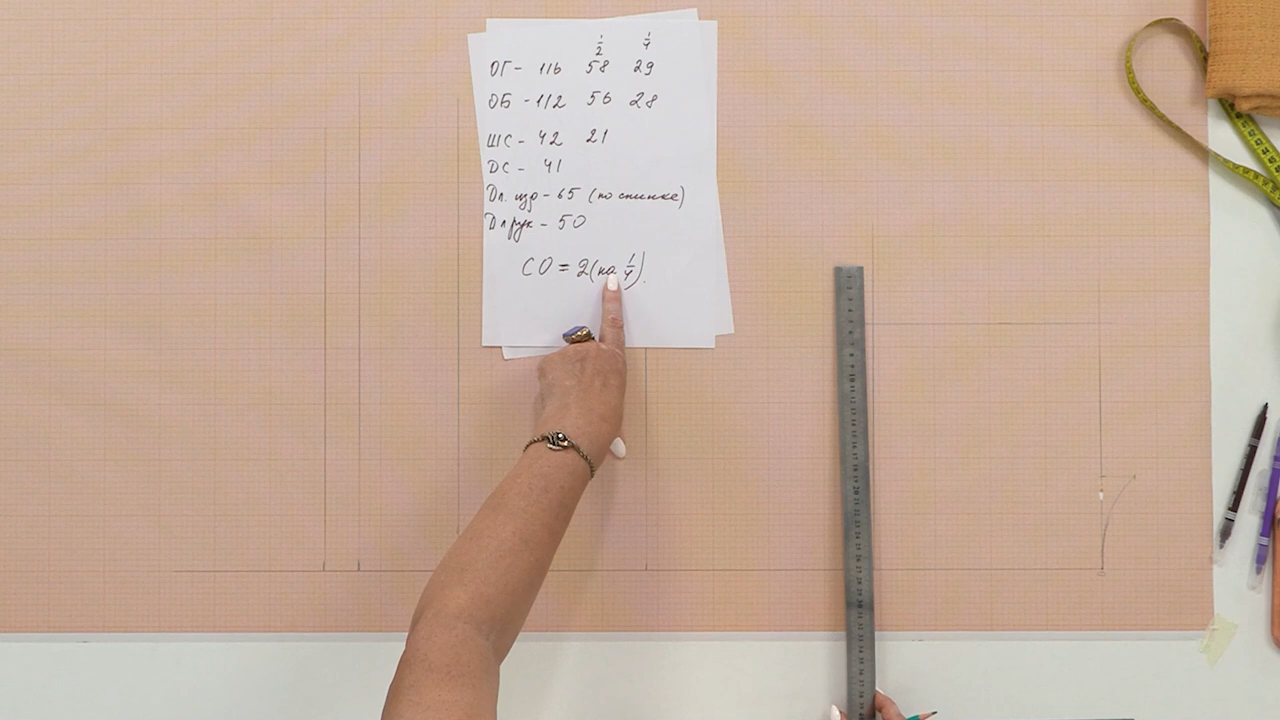 1/2 1/4
ОГ - 116 58 29
ОБ - 112 56 28
ШС - 42 21
ДС - 41
Дл. изд - 65 (по спинке)
Дл рук - 50
СО = 2 (на 1/4).